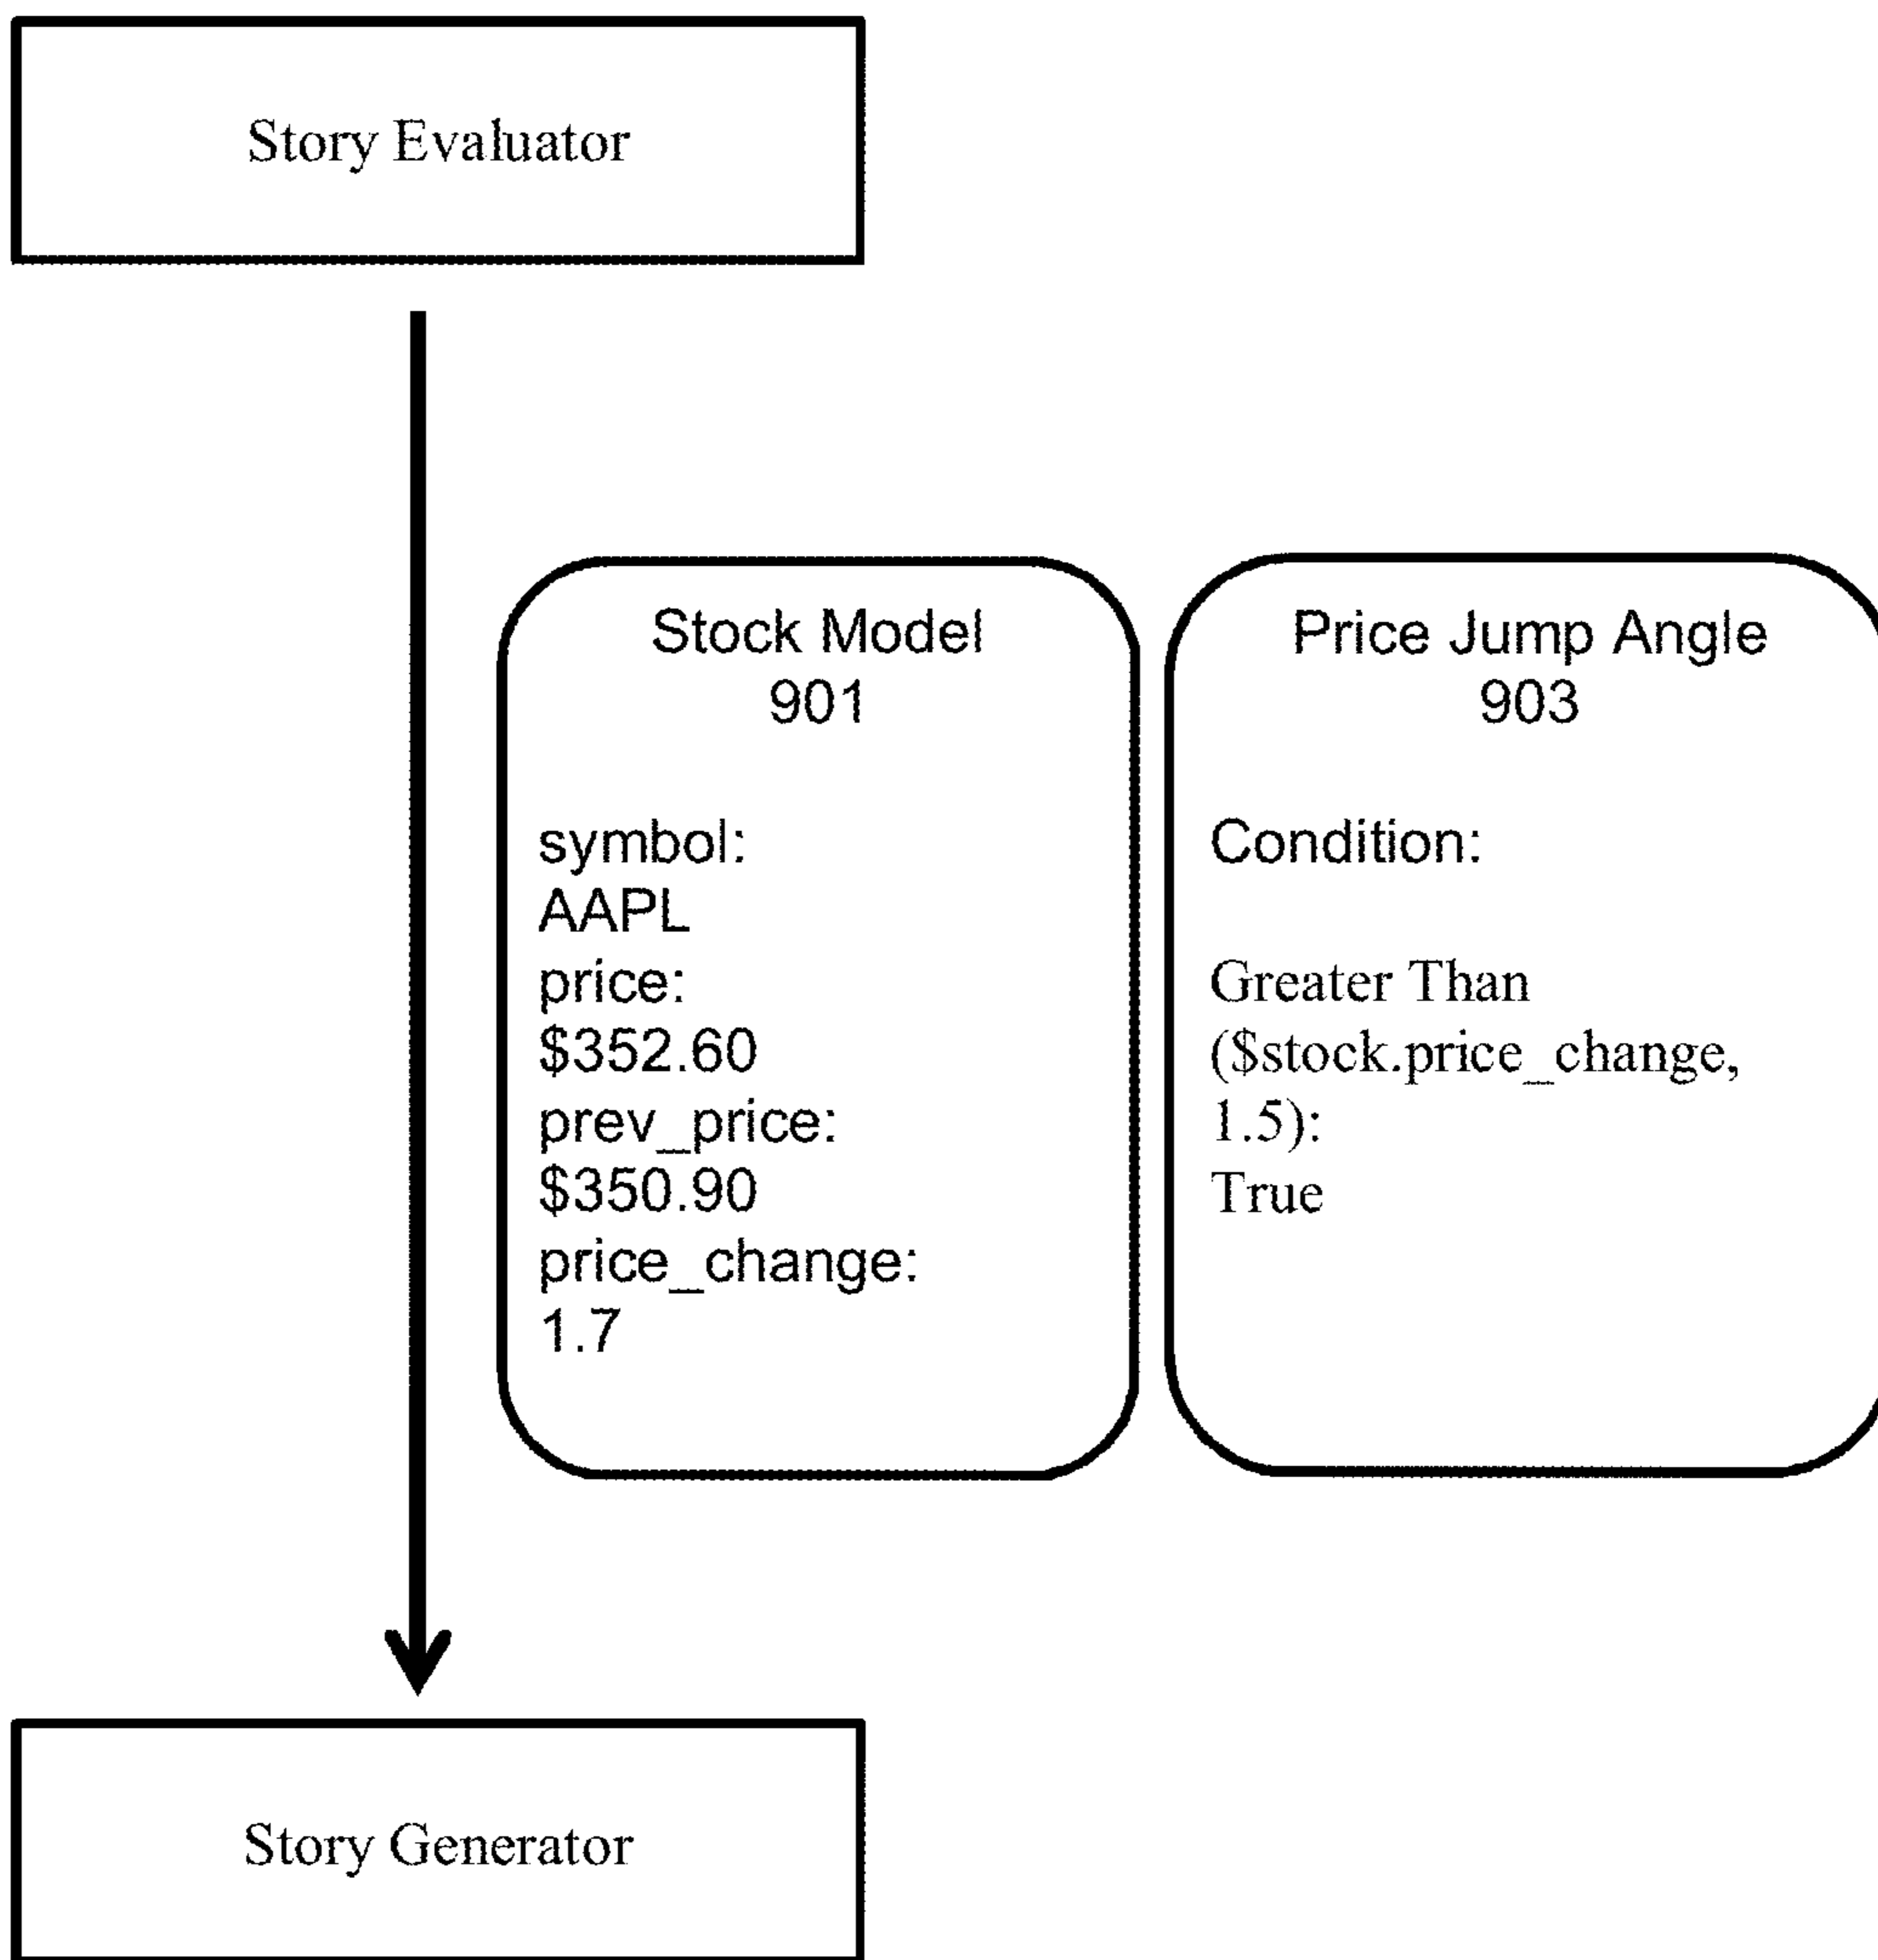 Story Evaluator
Stock Model
901
symbol:
AAPL
price:
$352.60
prev_price:
$350.90
price_change:
1.7
Price Jump Angle
903
Condition:
Greater Than
($stock.price_change,
1.5):
True
Story Generator